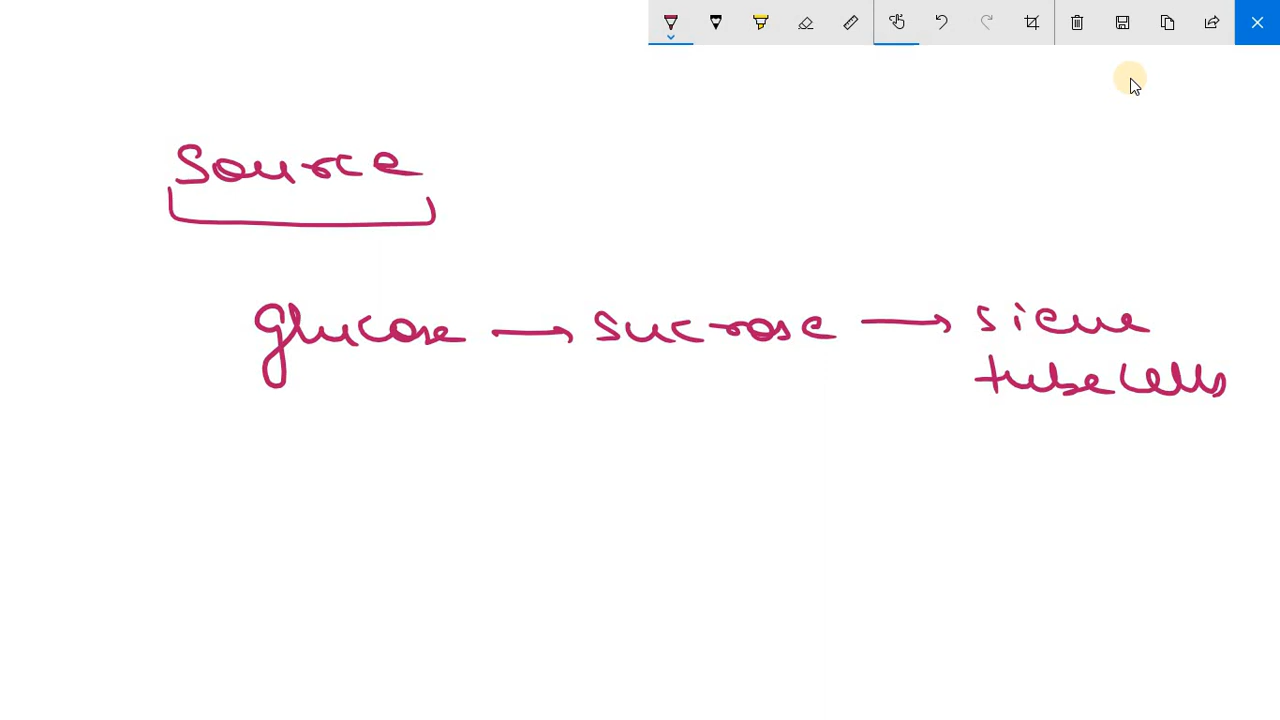 Source
glucose → sucrose → sieve
tube cells